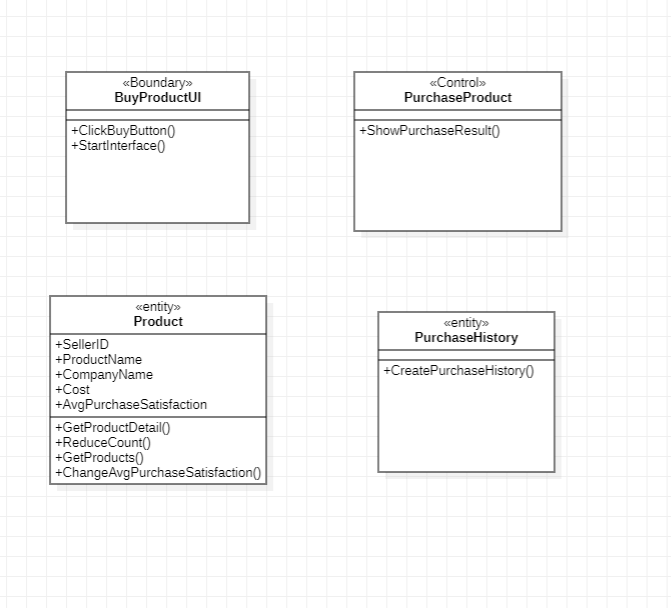 «Boundary»
BuyProductUI
+ClickBuyButton()
+StartInterface()
«Control»
PurchaseProduct
+ShowPurchaseResult()
«entity»
Product
+SellerID
+ProductName
+CompanyName
+Cost
+AvgPurchaseSatisfaction
+GetProductDetail()
+ReduceCount()
+GetProducts()
+ChangeAvgPurchaseSatisfaction()
«entity»
PurchaseHistory
+CreatePurchaseHistory()